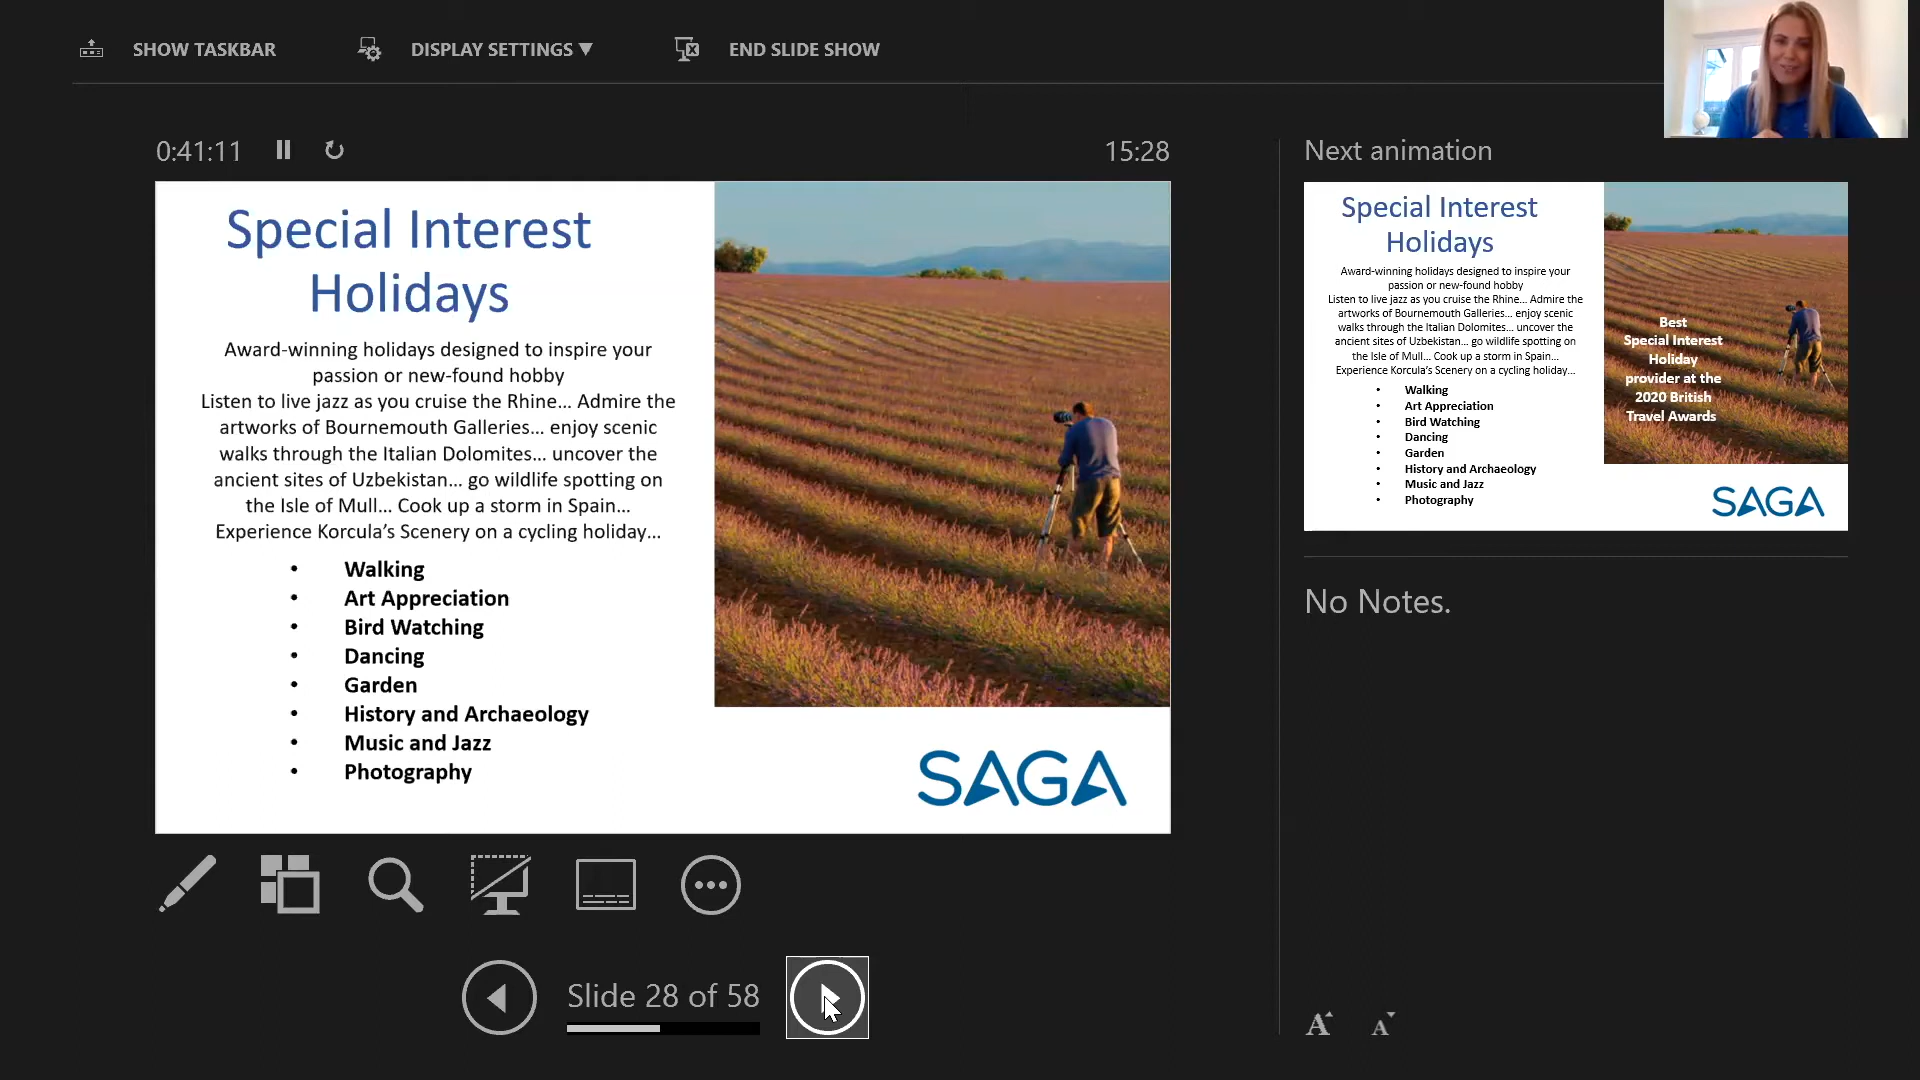 SHOW TASKBAR
DISPLAY SETTINGS ▼
END SLIDE SHOW
0:41:11
15:28
Special Interest
Holidays
Award-winning holidays designed to inspire your
passion or new-found hobby
Listen to live jazz as you cruise the Rhine... Admire the
artworks of Bournemouth Galleries... enjoy scenic
walks through the Italian Dolomites... uncover the
ancient sites of Uzbekistan... go wildlife spotting on
the Isle of Mull... Cook up a storm in Spain...
Experience Korcula’s Scenery on a cycling holiday...
• Walking
• Art Appreciation
• Bird Watching
• Dancing
• Garden
• History and Archaeology
• Music and Jazz
• Photography
SAGA
Slide 28 of 58
Next animation
Special Interest
Holidays
Award-winning holidays designed to inspire your
passion or new-found hobby
Listen to live jazz as you cruise the Rhine... Admire the
artworks of Bournemouth Galleries... enjoy scenic
walks through the Italian Dolomites... uncover the
ancient sites of Uzbekistan... go wildlife spotting on
the Isle of Mull... Cook up a storm in Spain...
Experience Korcula’s Scenery on a cycling holiday...
• Walking
• Art Appreciation
• Bird Watching
• Dancing
• Garden
• History and Archaeology
• Music and Jazz
• Photography
Best
Special Interest
Holiday
provider at the
2020 British
Travel Awards
SAGA
No Notes.
A A